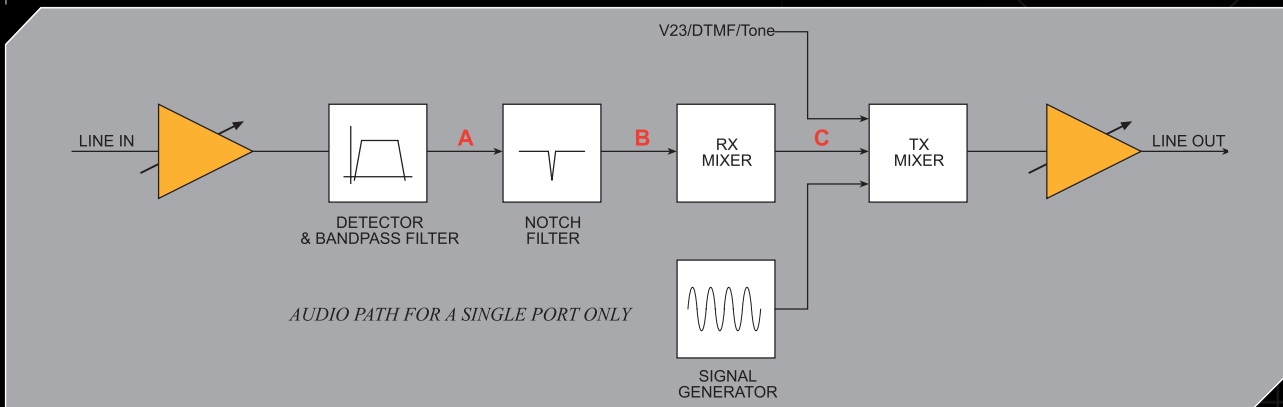 V23/DTMF/Tone
LINE IN
A
B
RX
MIXER
C
TX
MIXER
LINE OUT
DETECTOR
& BANDPASS FILTER
NOTCH
FILTER
AUDIO PATH FOR A SINGLE PORT ONLY
SIGNAL
GENERATOR